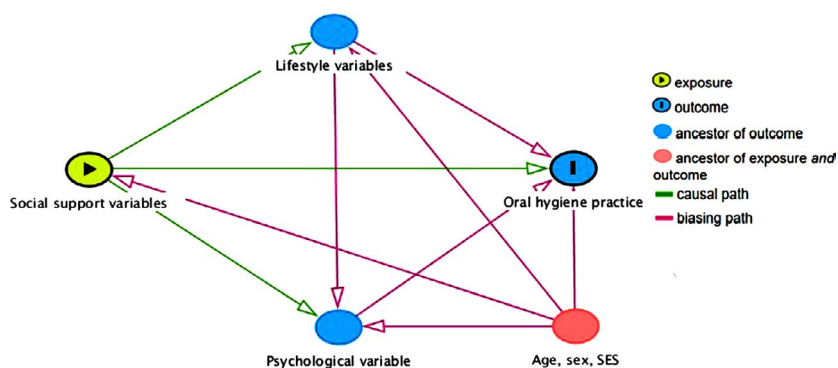 Lifestyle variables
Social support variables
Oral hygiene practice
Psychological variable
Age, sex, SES
exposure
outcome
ancestor of outcome
ancestor of exposure and
outcome
causal path
biasing path